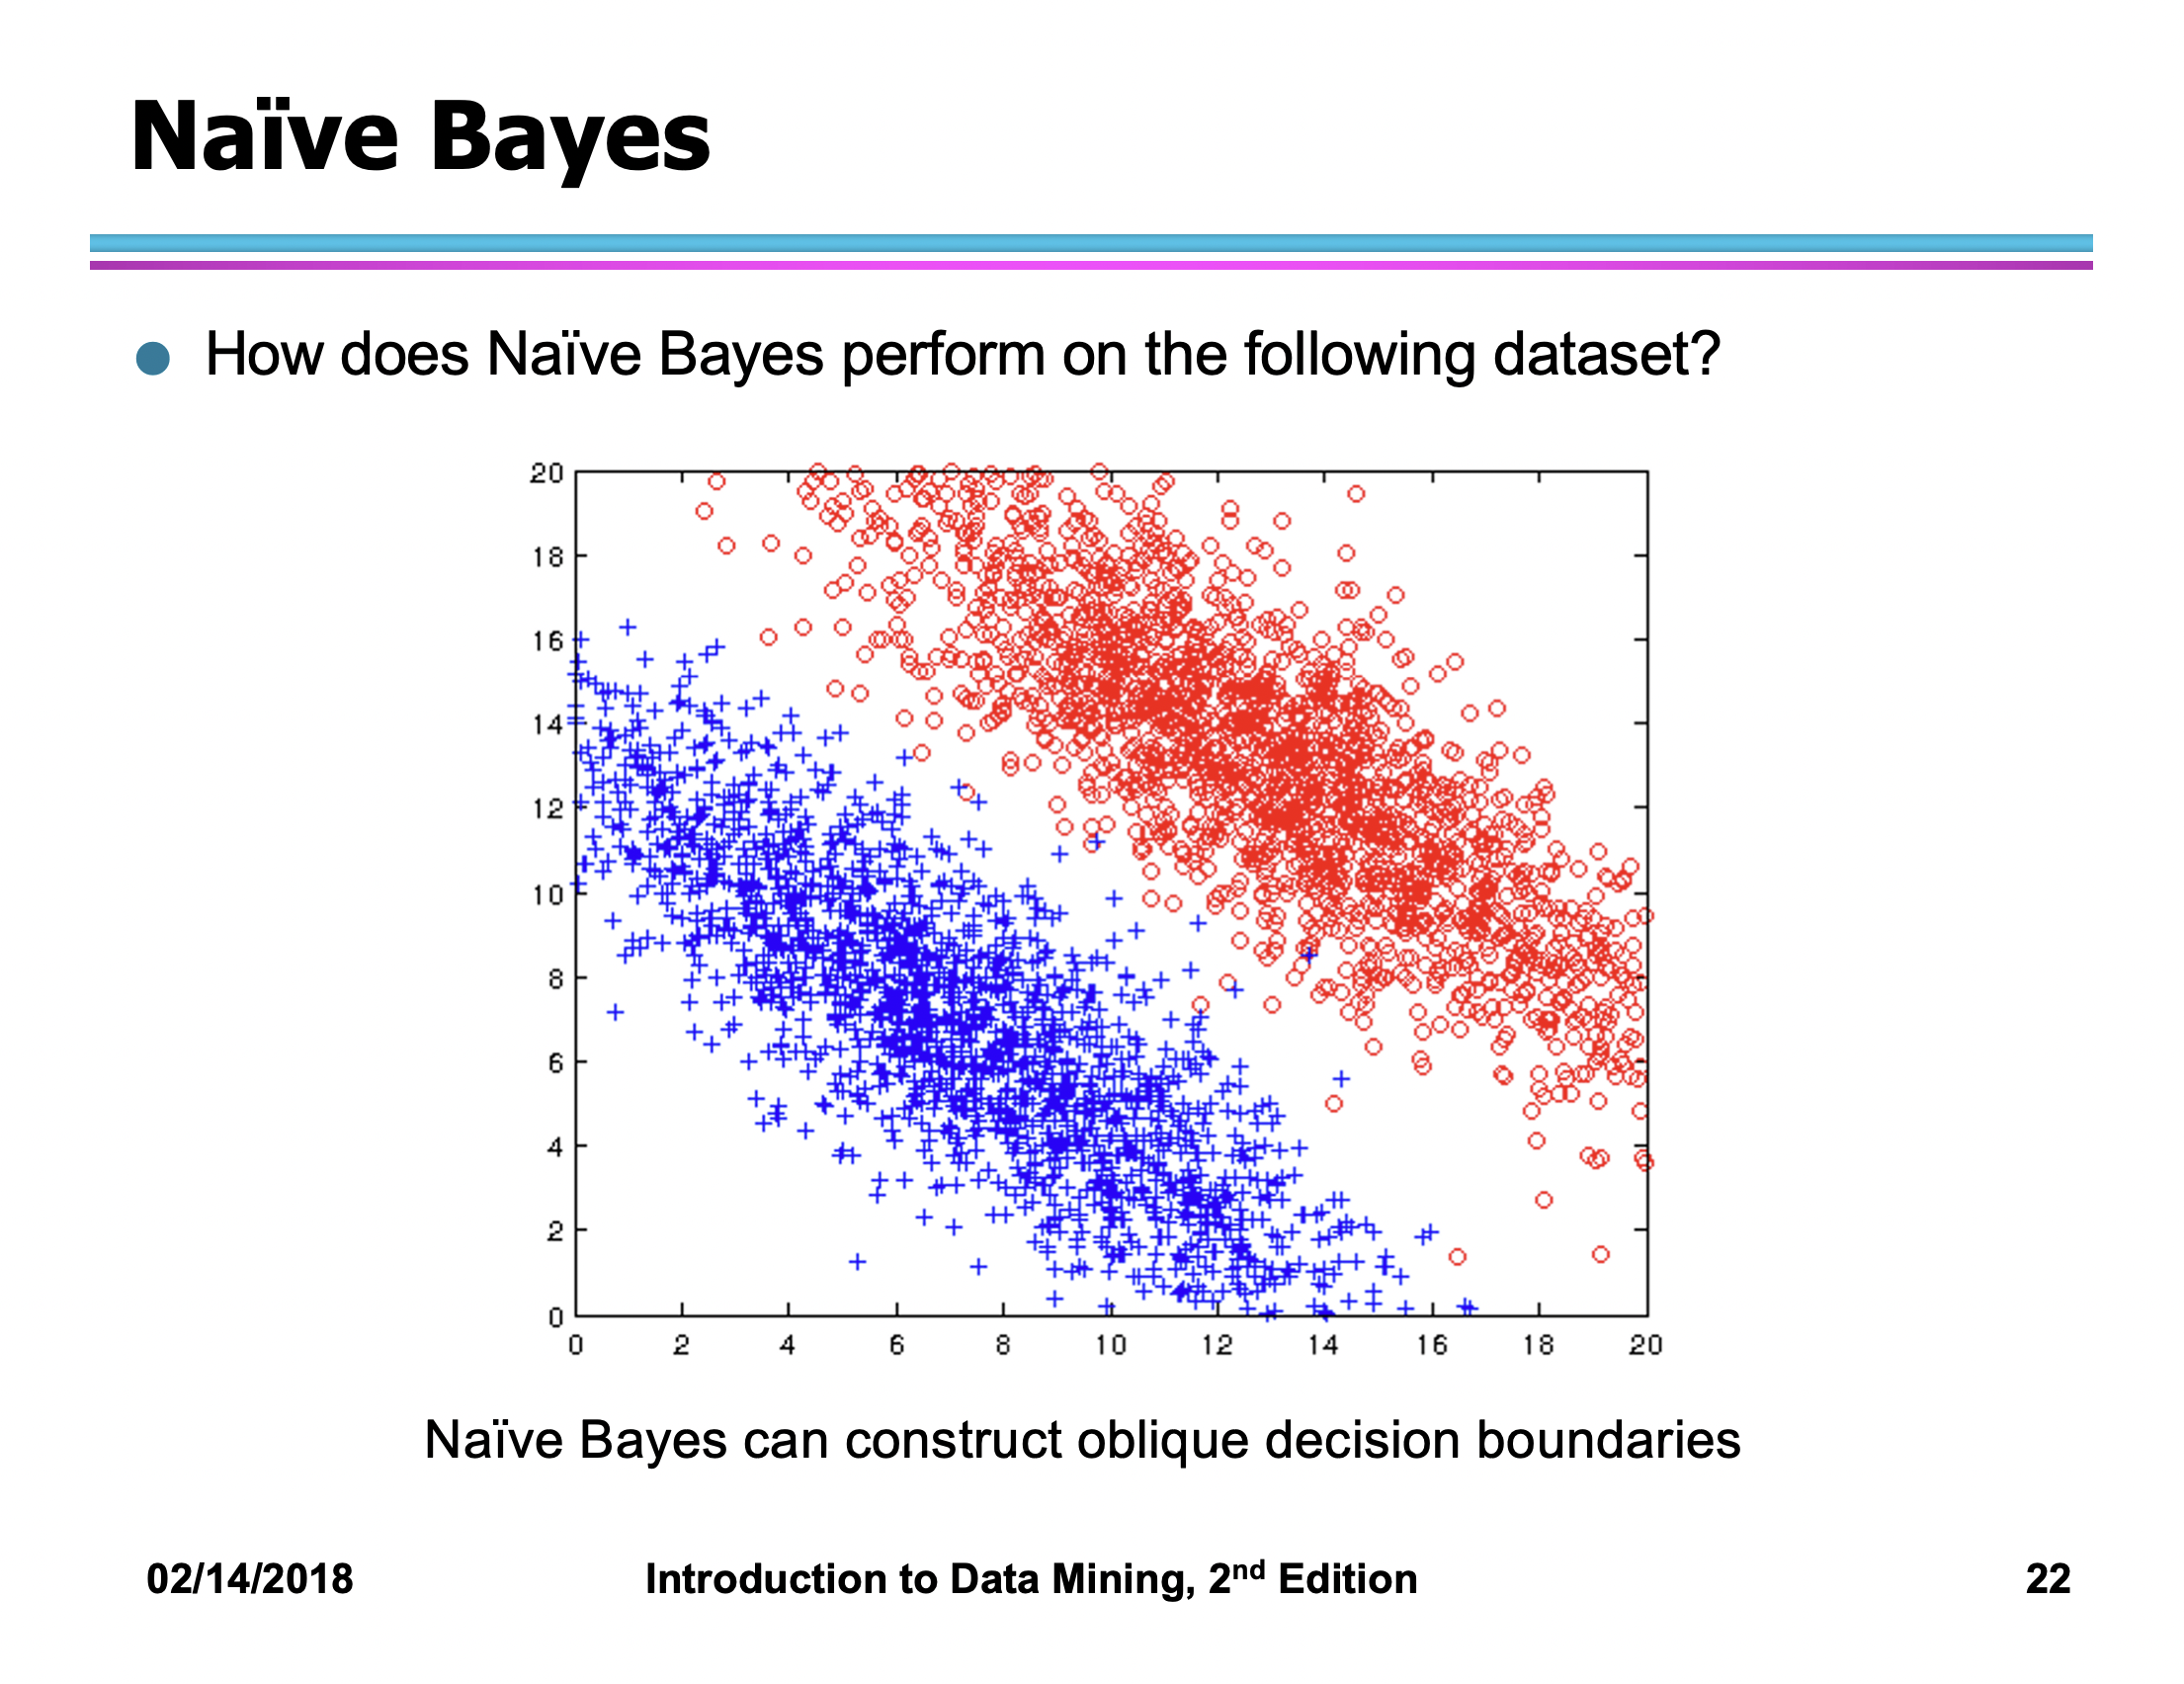 Naïve Bayes
How does Naïve Bayes perform on the following dataset?
20
18
16
14
12
10
8
6
4
2
0
0 2 4 6 8 10 12 14 16 18 20
Naïve Bayes can construct oblique decision boundaries
02/14/2018 Introduction to Data Mining, 2nd Edition 22